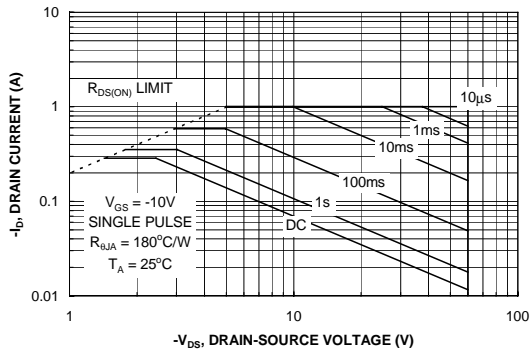 10
1
0.1
0.01
-I_D, DRAIN CURRENT (A)
R_DS(ON) LIMIT
10μs
1ms
10ms
100ms
1s
DC
V_GS = -10V
SINGLE PULSE
R_θJA = 180°C/W
T_A = 25°C
1
10
100
-V_DS, DRAIN-SOURCE VOLTAGE (V)